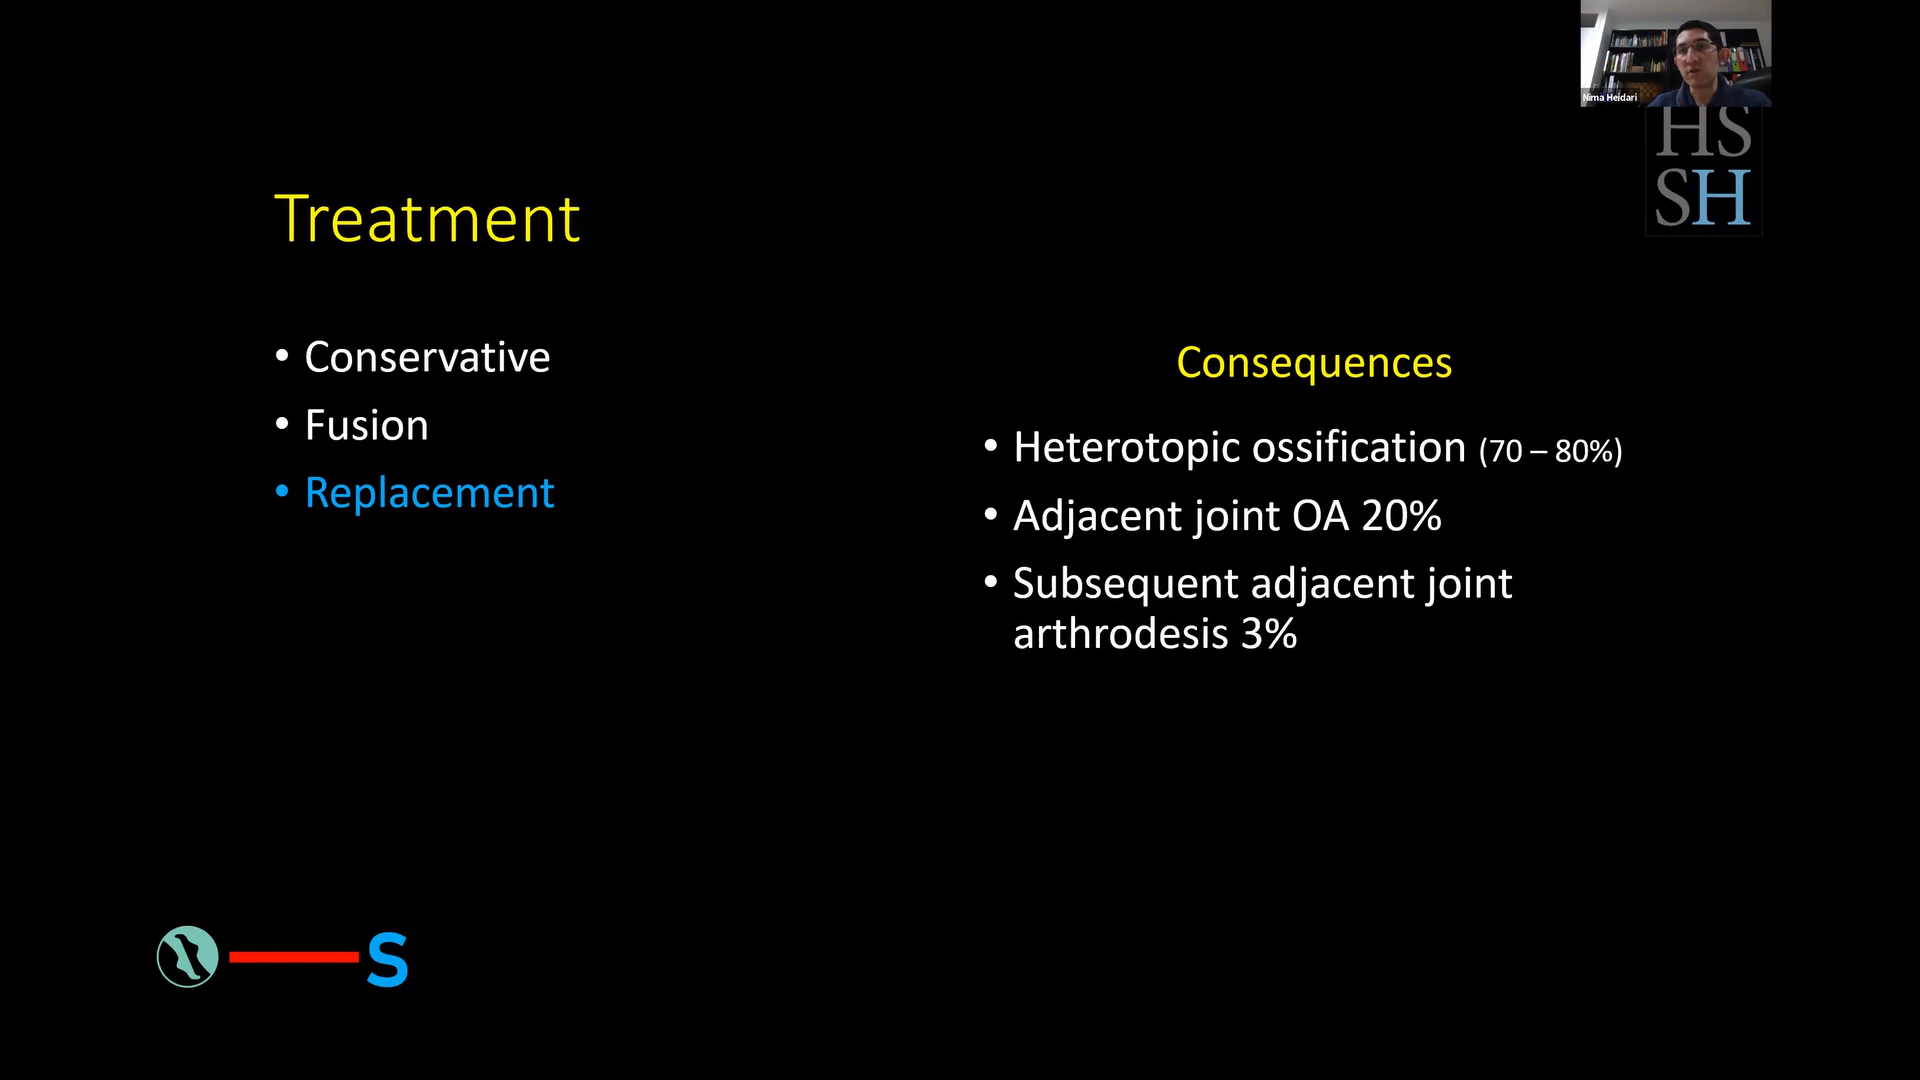 Nima Heidari
HS
SH
Treatment
• Conservative
• Fusion
• Replacement
Consequences
• Heterotopic ossification (70 – 80%)
• Adjacent joint OA 20%
• Subsequent adjacent joint
arthrodesis 3%
S